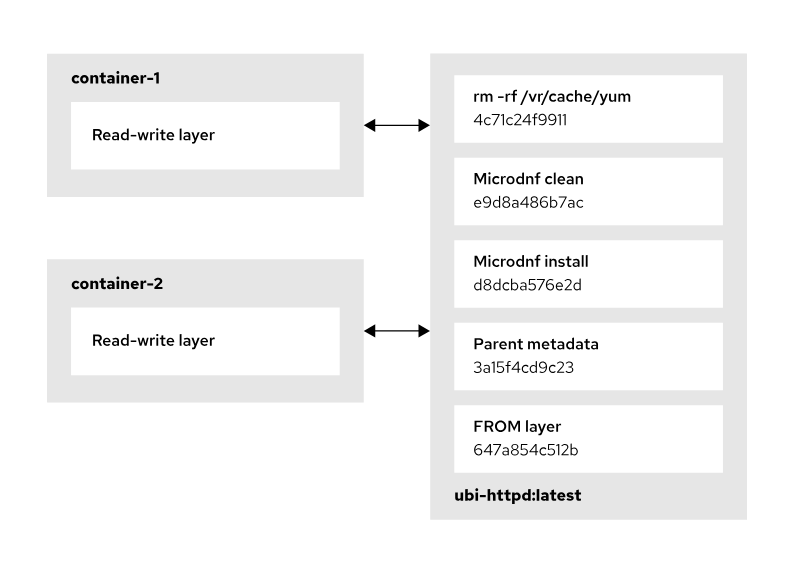 container-1
Read-write layer
container-2
Read-write layer
rm -rf /vr/cache/yum
4c71c24f9911
Microdnf clean
e9d8a486b7ac
Microdnf install
d8dcba576e2d
Parent metadata
3a15f4cd9c23
FROM layer
647a854c512b
ubi-httpd:latest